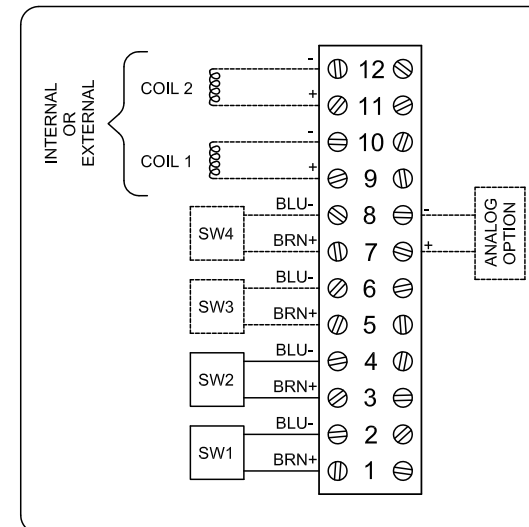 INTERNAL
OR
EXTERNAL
COIL 2
-
+
COIL 1
-
+
SW4
BLU-
BRN+
SW3
BLU-
BRN+
SW2
BLU-
BRN+
SW1
BLU-
BRN+
12
11
10
9
8
7
6
5
4
3
2
1
-
+
ANALOG
OPTION